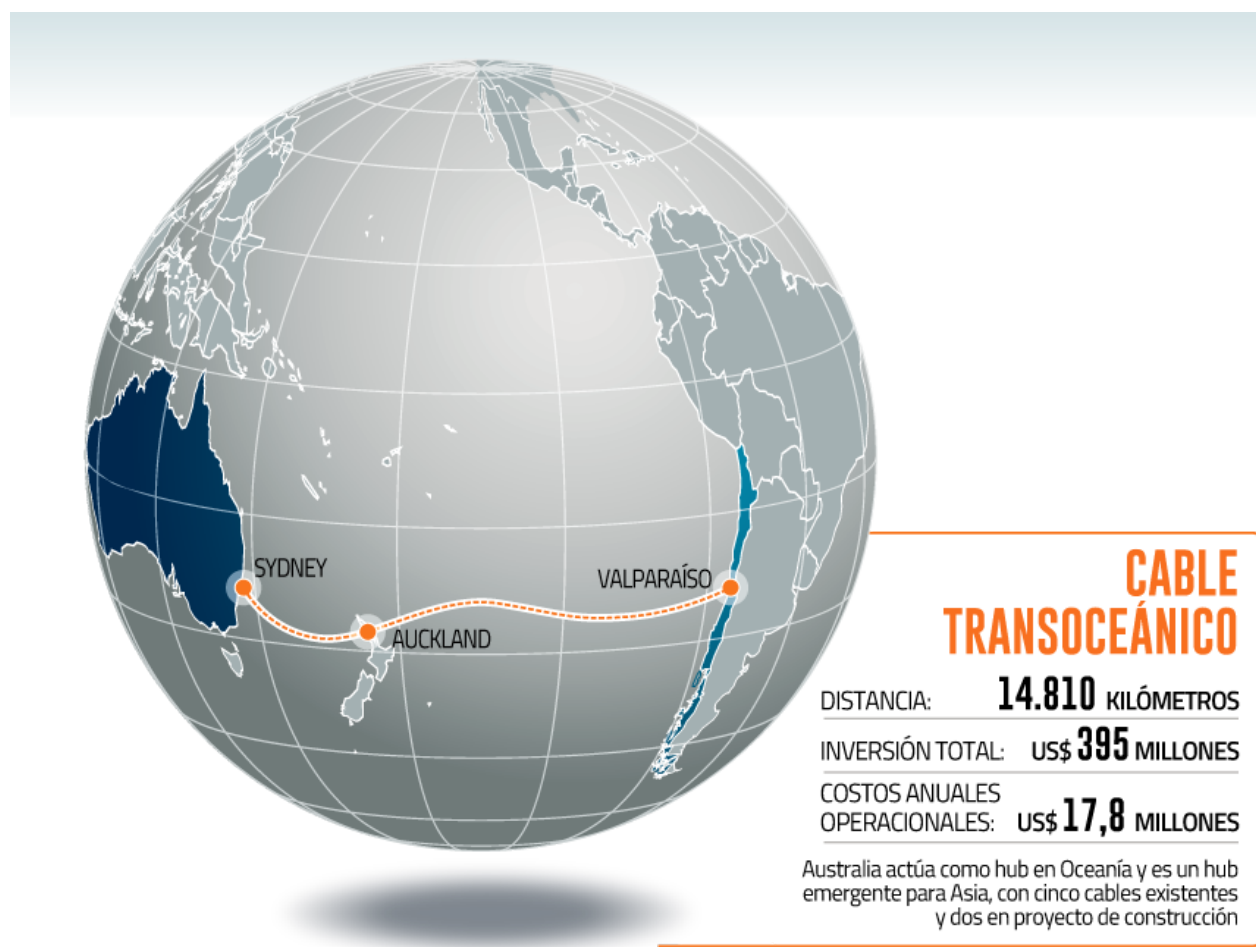 SYDNEY
VALPARAÍSO
AUCKLAND
CABLE
TRANSOCEÁNICO
DISTANCIA: 14.810 KILÓMETROS
INVERSIÓN TOTAL: US$ 395 MILLONES
COSTOS ANUALES
OPERACIONALES: US$ 17,8 MILLONES
Australia actúa como hub en Oceanía y es un hub
emergente para Asia, con cinco cables existentes
y dos en proyecto de construcción